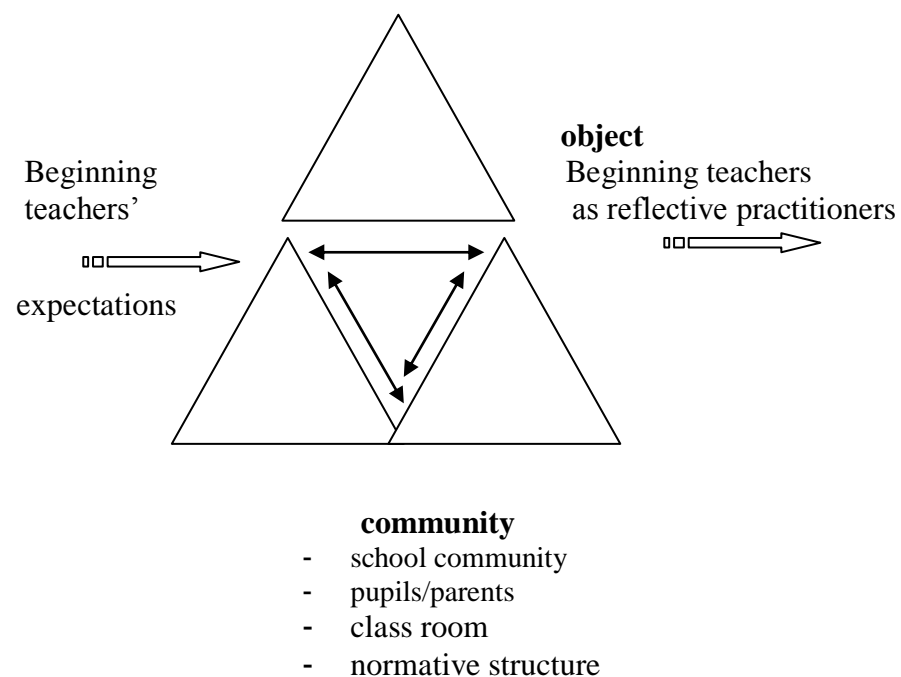 Beginning
teachers’
expectations
object
Beginning teachers
as reflective practitioners
community
- school community
- pupils/parents
- class room
- normative structure